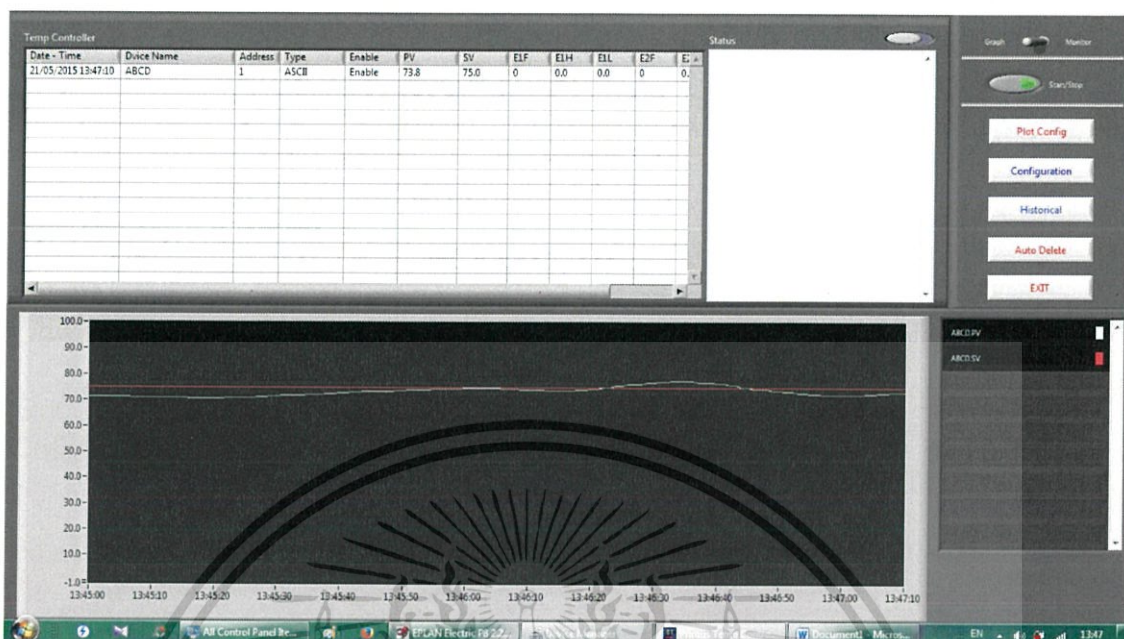 Temp Controller
Status
Graph Monitor
Date - Time Dvice Name Address Type Enable PV SV E1F E1H E1L E2F
21/05/2015 13:47:10 ABCD 1 ASCII Enable 73.8 75.0 0 0.0 0.0 0 0.
Start/Stop
Plot Config
Configuration
Historical
Auto Delete
EXIT
100.0
90.0
80.0
70.0
60.0
50.0
40.0
30.0
20.0
10.0
-1.0
13:45:00 13:45:10 13:45:20 13:45:30 13:45:40 13:45:50 13:46:00 13:46:10 13:46:20 13:46:30 13:46:40 13:46:50 13:47:00 13:47:10
ABCD.PV
ABCD.SV
All Control Panel Ite... EPLAN Electric P8 2.2... Document1 - Micros... EN 13:47